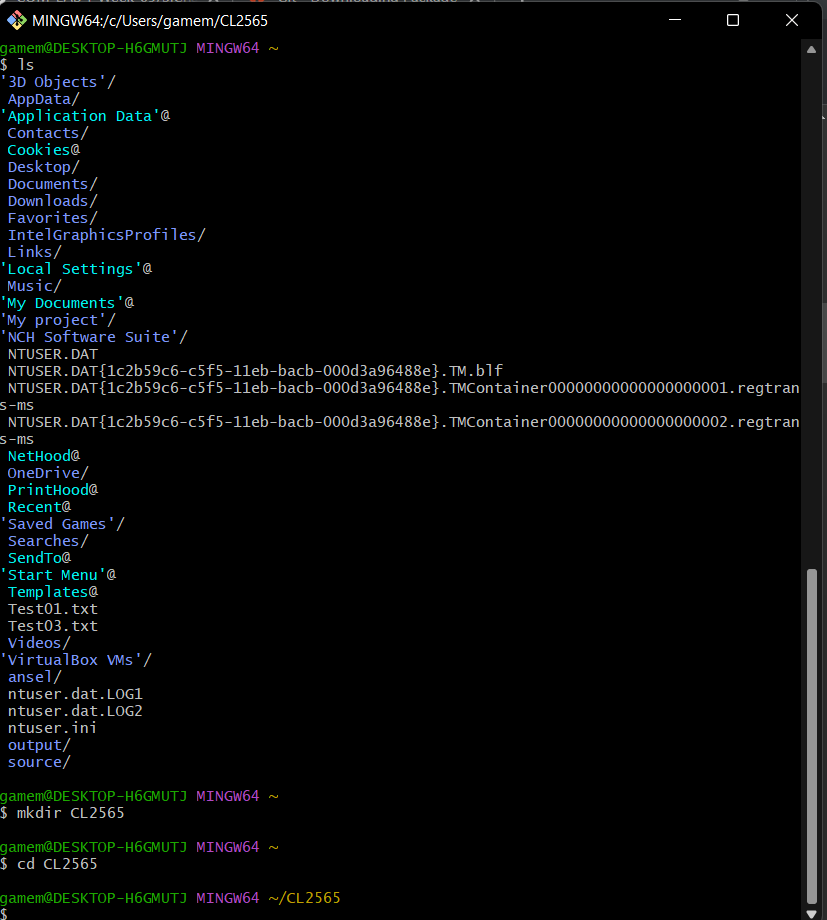 MINGW64:/c/Users/gamem/CL2565
gamem@DESKTOP-H6GMUTJ MINGW64 ~
$ ls
'3D Objects'/
AppData/
'Application Data'@
Contacts/
Cookies@
Desktop/
Documents/
Downloads/
Favorites/
IntelGraphicsProfiles/
Links/
'Local Settings'@
Music/
'My Documents'@
'My project'/
'NCH Software Suite'/
NTUSER.DAT
NTUSER.DAT{1c2b59c6-c5f5-11eb-bacb-000d3a96488e}.TM.blf
NTUSER.DAT{1c2b59c6-c5f5-11eb-bacb-000d3a96488e}.TMContainer00000000000000000001.regtran
s-ms
NTUSER.DAT{1c2b59c6-c5f5-11eb-bacb-000d3a96488e}.TMContainer00000000000000000002.regtran
s-ms
NetHood@
OneDrive/
PrintHood@
Recent@
'Saved Games'/
Searches/
SendTo@
'Start Menu'@
Templates@
Test01.txt
Test03.txt
Videos/
'VirtualBox VMs'/
ansel/
ntuser.dat.LOG1
ntuser.dat.LOG2
ntuser.ini
output/
source/
gamem@DESKTOP-H6GMUTJ MINGW64 ~
$ mkdir CL2565
gamem@DESKTOP-H6GMUTJ MINGW64 ~
$ cd CL2565
gamem@DESKTOP-H6GMUTJ MINGW64 ~/CL2565
$